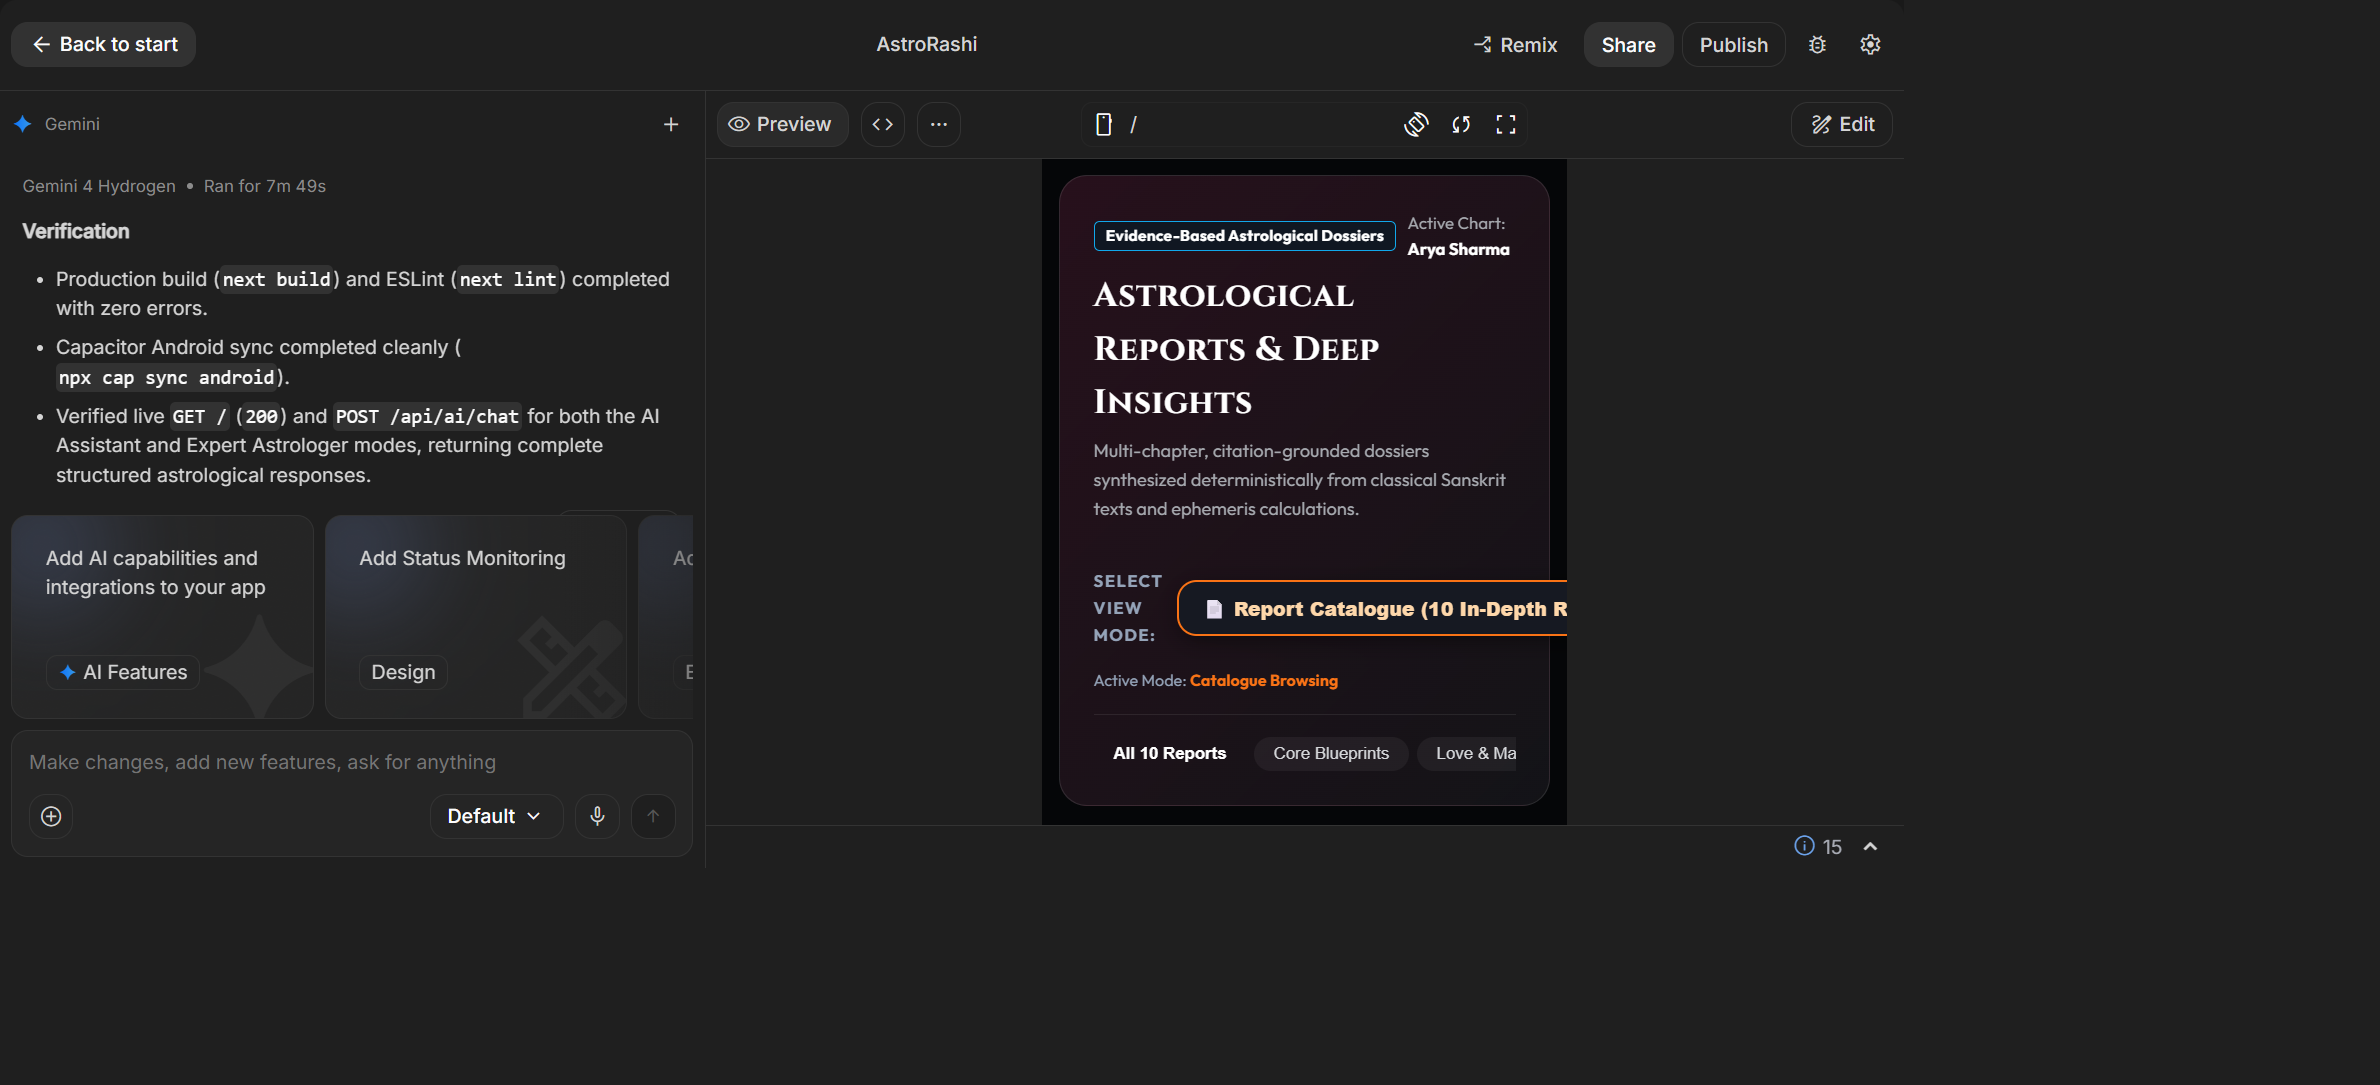 Back to start
AstroRashi
Remix
Share
Publish
Gemini
Preview
/
Edit
Gemini 4 Hydrogen • Ran for 7m 49s
Verification
• Production build (next build) and ESLint (next lint) completed
with zero errors.
• Capacitor Android sync completed cleanly (
npx cap sync android).
• Verified live GET / (200) and POST /api/ai/chat for both the AI
Assistant and Expert Astrologer modes, returning complete
structured astrological responses.
Add AI capabilities and
integrations to your app
AI Features
Add Status Monitoring
Design
Make changes, add new features, ask for anything
Default
Evidence-Based Astrological Dossiers
Active Chart:
Arya Sharma
Astrological
Reports & Deep
Insights
Multi-chapter, citation-grounded dossiers
synthesized deterministically from classical Sanskrit
texts and ephemeris calculations.
SELECT
VIEW
MODE:
Report Catalogue (10 In-Depth R
Active Mode: Catalogue Browsing
All 10 Reports
Core Blueprints
Love & Ma
15